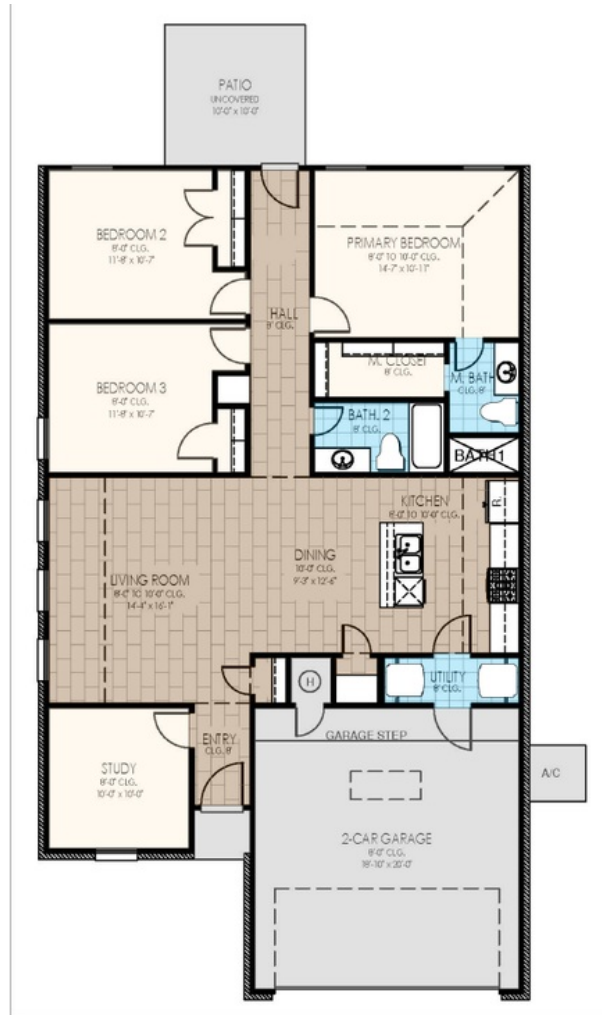 PATIO
UNCOVERED
10'-0" x 10'-0"
BEDROOM 2
8'-0" CLG.
11'-8" x 10'-7"
PRIMARY BEDROOM
8'-0" TO 10'-0" CLG.
14'-7" x 10'-11"
HALL
8' CLG.
BEDROOM 3
8'-0" CLG.
11'-8" x 10'-7"
M. CLOSET
8' CLG.
M. BATH
CLG. 8'
BATH. 2
8' CLG.
BATH1
KITCHEN
8'-0" TO 10'-0" CLG.
R.
DINING
10'-0" CLG.
9'-3" x 12'-6"
LIVING ROOM
8'-0" TO 10'-0" CLG.
14'-4" x 16'-1"
H
UTILITY
8' CLG.
ENTRY
CLG. 8'
GARAGE STEP
STUDY
8'-0" CLG.
10'-0" x 10'-0"
A/C
2-CAR GARAGE
8'-0" CLG.
18'-10" x 20'-0"